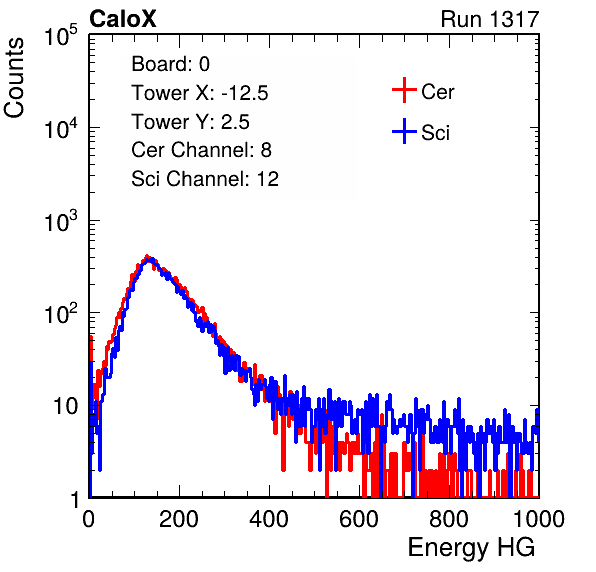 CaloX Run 1317
Counts
10^5
10^4
10^3
10^2
10
1
Board: 0
Tower X: -12.5
Tower Y: 2.5
Cer Channel: 8
Sci Channel: 12
Cer
Sci
0 200 400 600 800 1000
Energy HG